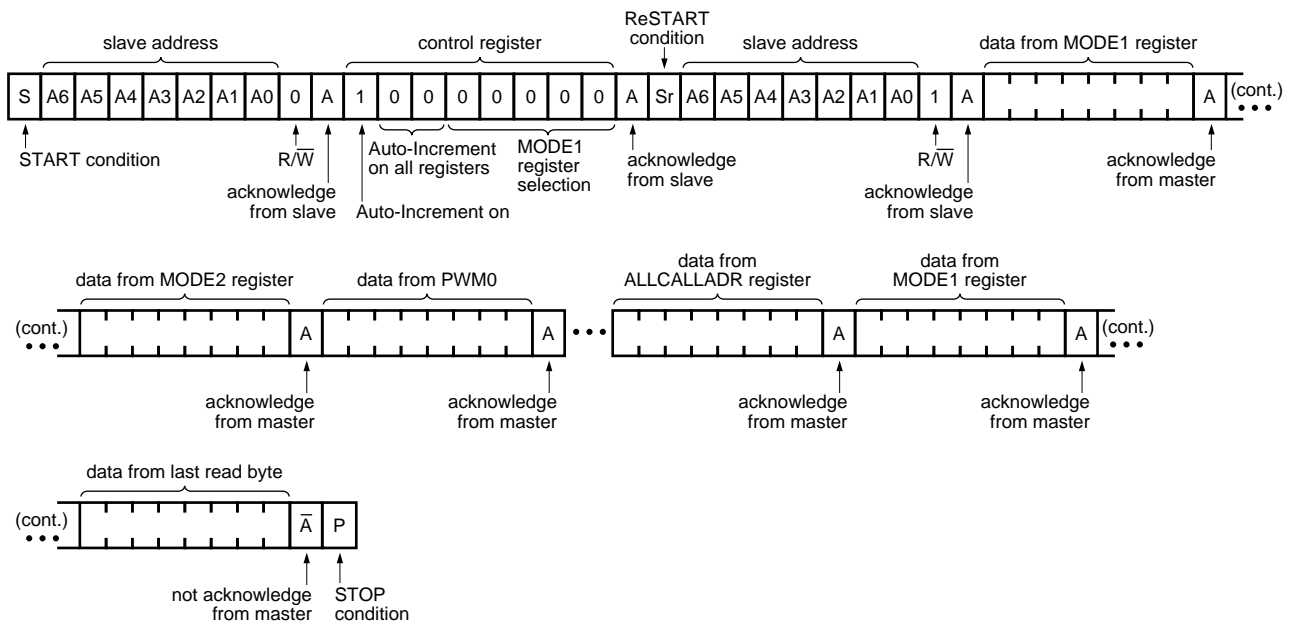 ReSTART
condition
slave address
control register
slave address
data from MODE1 register
S A6 A5 A4 A3 A2 A1 A0 0 A 1 0 0 0 0 0 0 0 A Sr A6 A5 A4 A3 A2 A1 A0 1 A A (cont.)
START condition
R/W̅
acknowledge
from slave
Auto-Increment on
Auto-Increment
on all registers
MODE1
register
selection
acknowledge
from slave
R/W̅
acknowledge
from slave
acknowledge
from master
data from MODE2 register
data from PWM0
data from
ALLCALLADR register
data from
MODE1 register
(cont.) A A A A (cont.)
acknowledge
from master
acknowledge
from master
acknowledge
from master
acknowledge
from master
data from last read byte
(cont.) A̅ P
not acknowledge
from master
STOP
condition